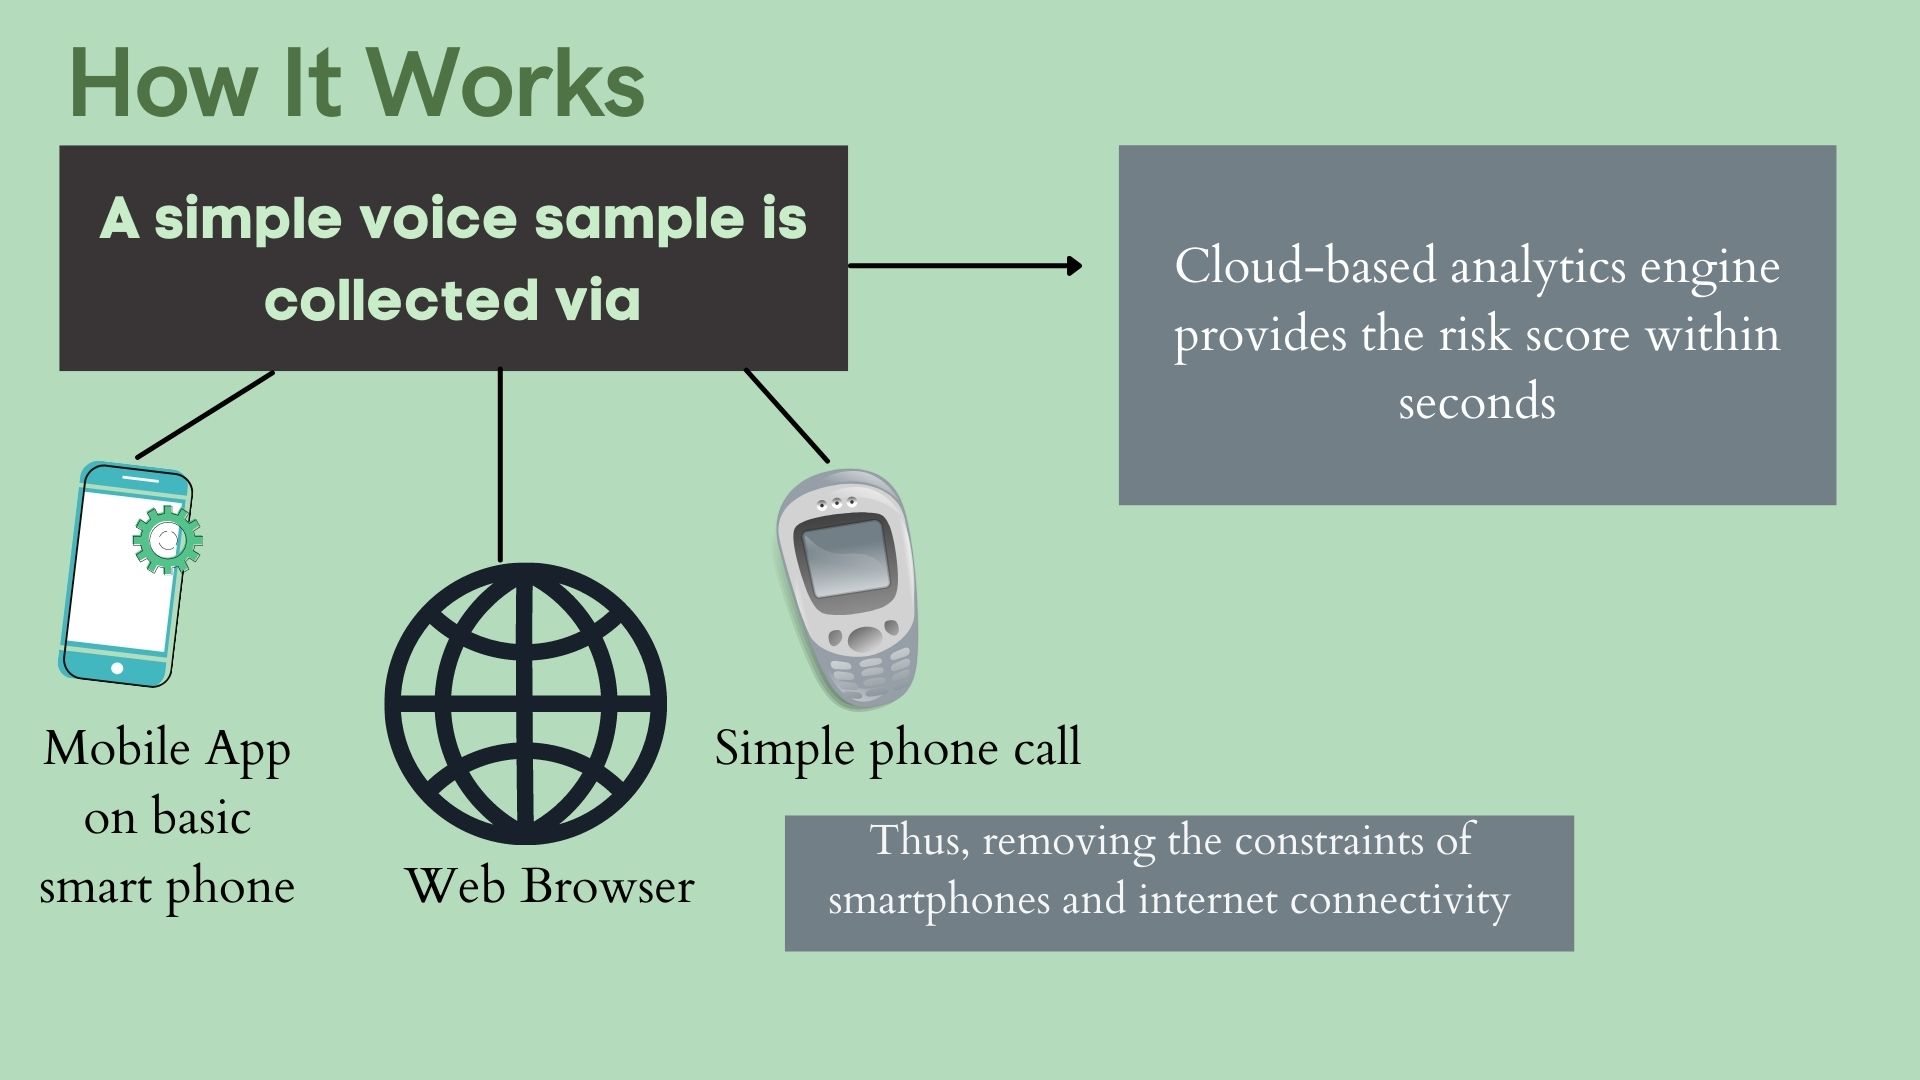 How It Works
A simple voice sample is
collected via
Cloud-based analytics engine
provides the risk score within
seconds
Mobile App
on basic
smart phone
Web Browser
Simple phone call
Thus, removing the constraints of
smartphones and internet connectivity